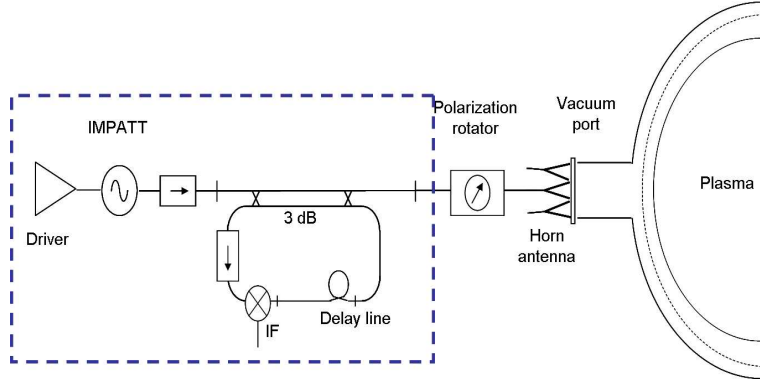 IMPATT
Driver
3 dB
IF
Delay line
Polarization
rotator
Vacuum
port
Horn
antenna
Plasma